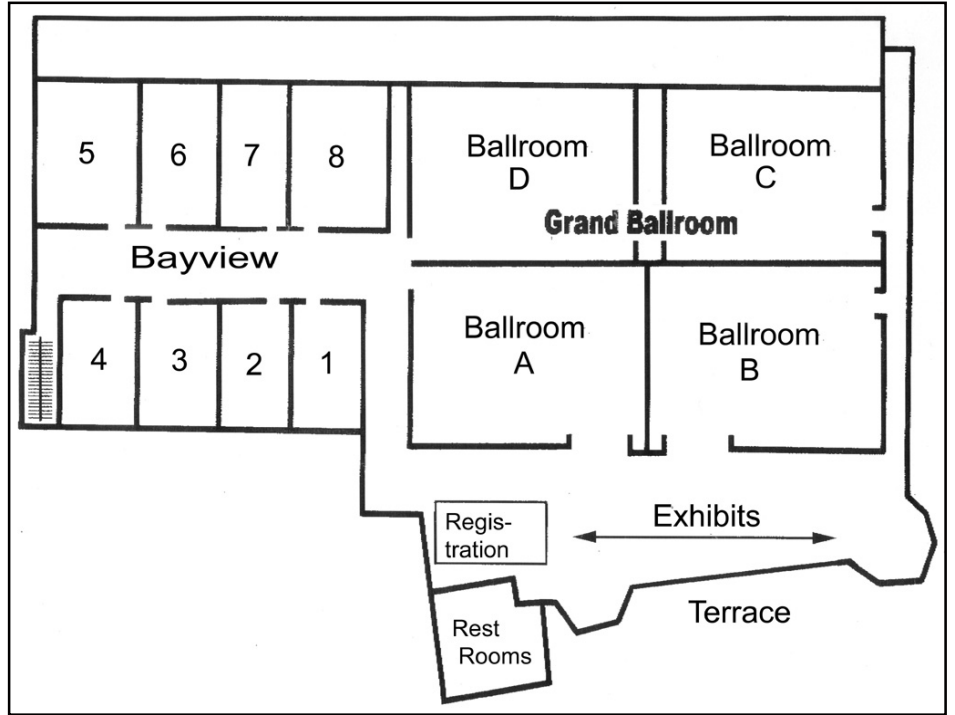 5
6
7
8
Ballroom
D
Ballroom
C
Grand Ballroom
Bayview
4
3
2
1
Ballroom
A
Ballroom
B
Regis-
tration
Exhibits
Terrace
Rest
Rooms